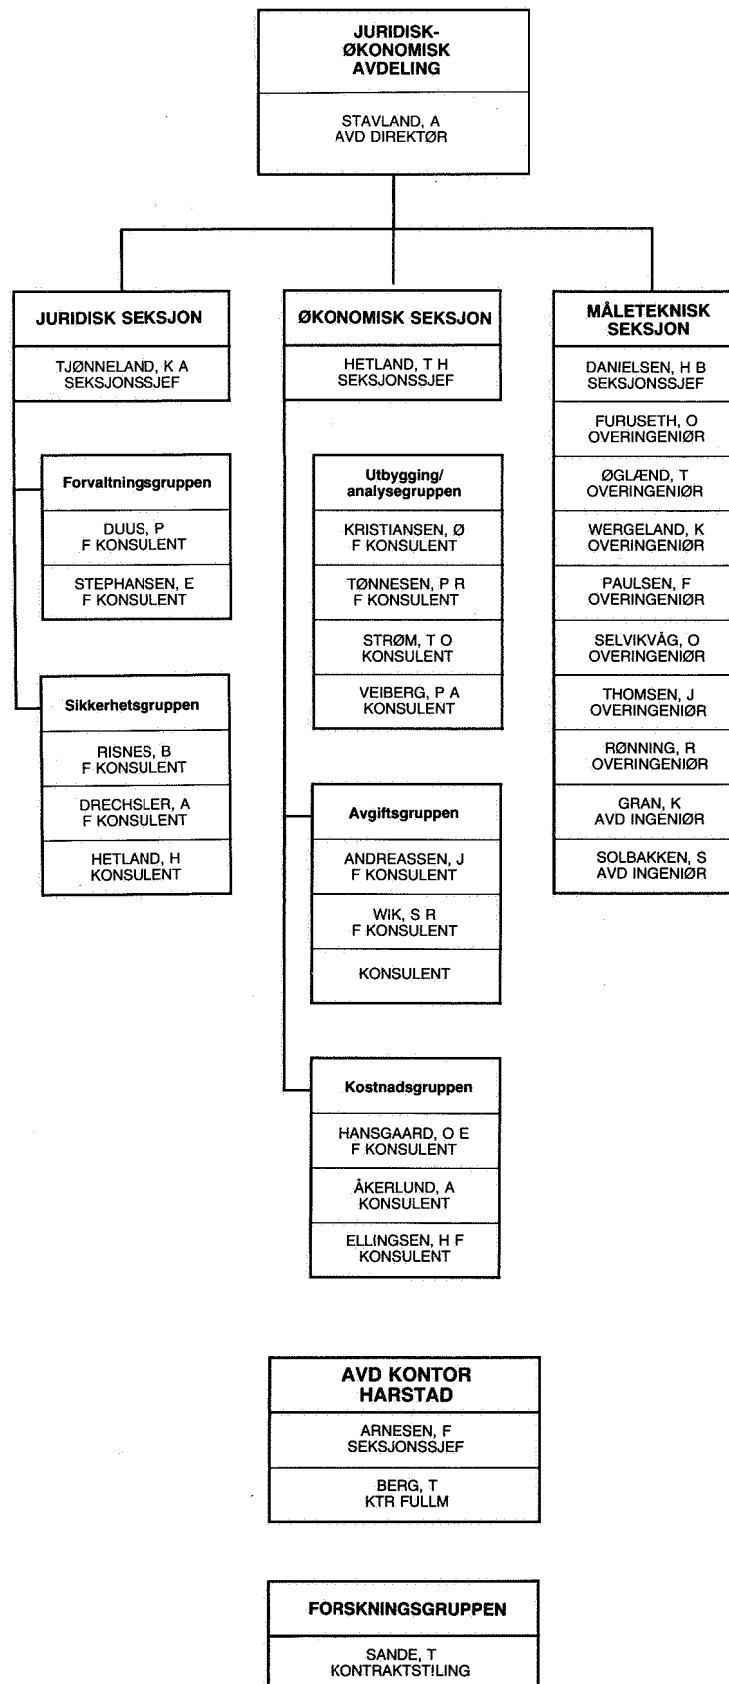 JURIDISK-
ØKONOMISK
AVDELING
STAVLAND, A
AVD DIREKTØR
JURIDISK SEKSJON
TJØNNELAND, K A
SEKSJONSSJEF
Forvaltningsgruppen
DUUS, P
F KONSULENT
STEPHANSEN, E
F KONSULENT
Sikkerhetsgruppen
RISNES, B
F KONSULENT
DRECHSLER, A
F KONSULENT
HETLAND, H
KONSULENT
ØKONOMISK SEKSJON
HETLAND, T H
SEKSJONSSJEF
Utbygging/
analysegruppen
KRISTIANSEN, Ø
F KONSULENT
TØNNESEN, P R
F KONSULENT
STRØM, T O
KONSULENT
VEIBERG, P A
KONSULENT
Avgiftsgruppen
ANDREASSEN, J
F KONSULENT
WIK, S R
F KONSULENT
KONSULENT
Kostnadsgruppen
HANSGAARD, O E
F KONSULENT
ÅKERLUND, A
KONSULENT
ELLINGSEN, H F
KONSULENT
MÅLETEKNISK
SEKSJON
DANIELSEN, H B
SEKSJONSSJEF
FURUSETH, O
OVERINGENIØR
ØGLÆND, T
OVERINGENIØR
WERGELAND, K
OVERINGENIØR
PAULSEN, F
OVERINGENIØR
SELVIKVÅG, O
OVERINGENIØR
THOMSEN, J
OVERINGENIØR
RØNNING, R
OVERINGENIØR
GRAN, K
AVD INGENIØR
SOLBAKKEN, S
AVD INGENIØR
AVD KONTOR
HARSTAD
ARNESEN, F
SEKSJONSSJEF
BERG, T
KTR FULLM
FORSKNINGSGRUPPEN
SANDE, T
KONTRAKTSTILING